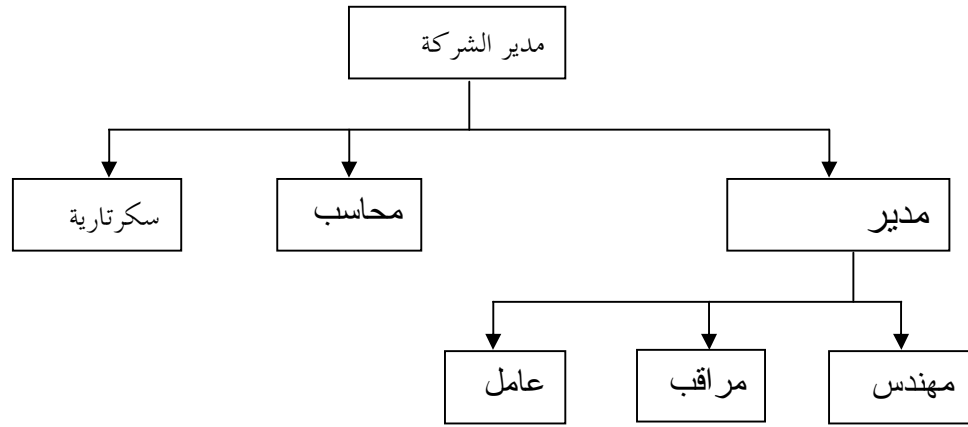 مدير الشركة
مدير
محاسب
سكرتارية
مهندس
مراقب
عامل